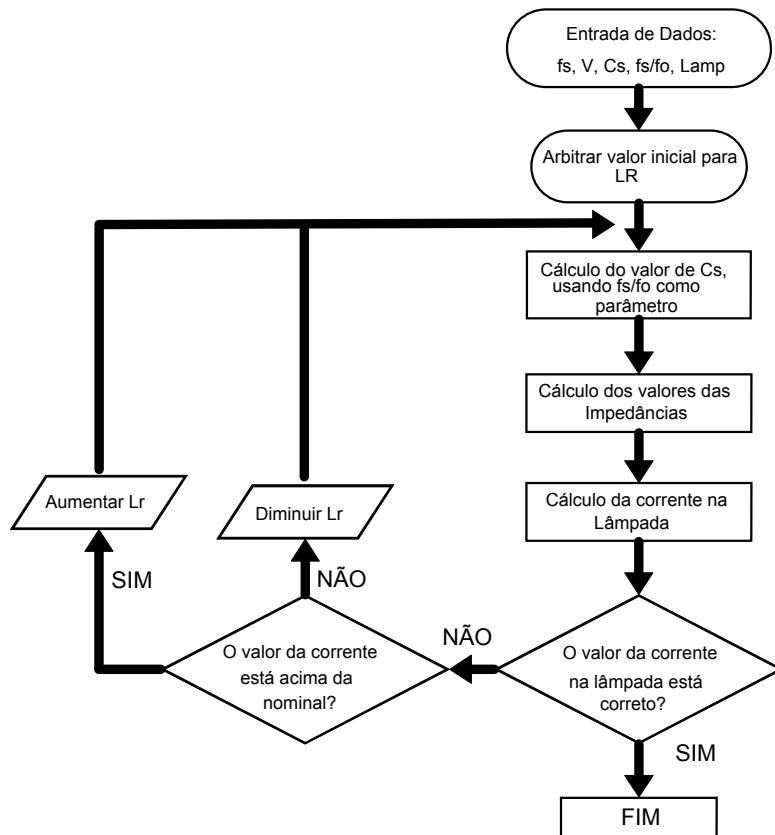 Entrada de Dados:
fs, V, Cs, fs/fo, Lamp
Arbitrar valor inicial para
LR
Cálculo do valor de Cs,
usando fs/fo como
parâmetro
Cálculo dos valores das
Impedâncias
Cálculo da corrente na
Lâmpada
O valor da corrente
na lâmpada está
correto?
SIM
FIM
NÃO
O valor da corrente
está acima da
nominal?
NÃO
Diminuir Lr
SIM
Aumentar Lr